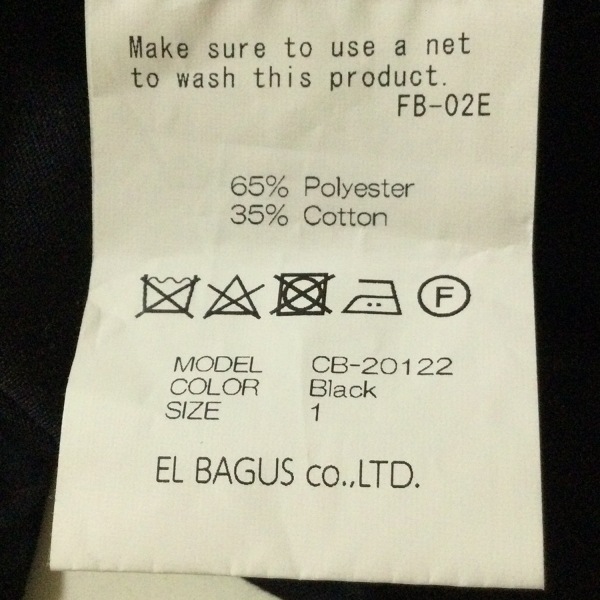 Make sure to use a net
to wash this product.
FB-02E
65% Polyester
35% Cotton
F
MODEL CB-20122
COLOR Black
SIZE 1
EL BAGUS co.,LTD.